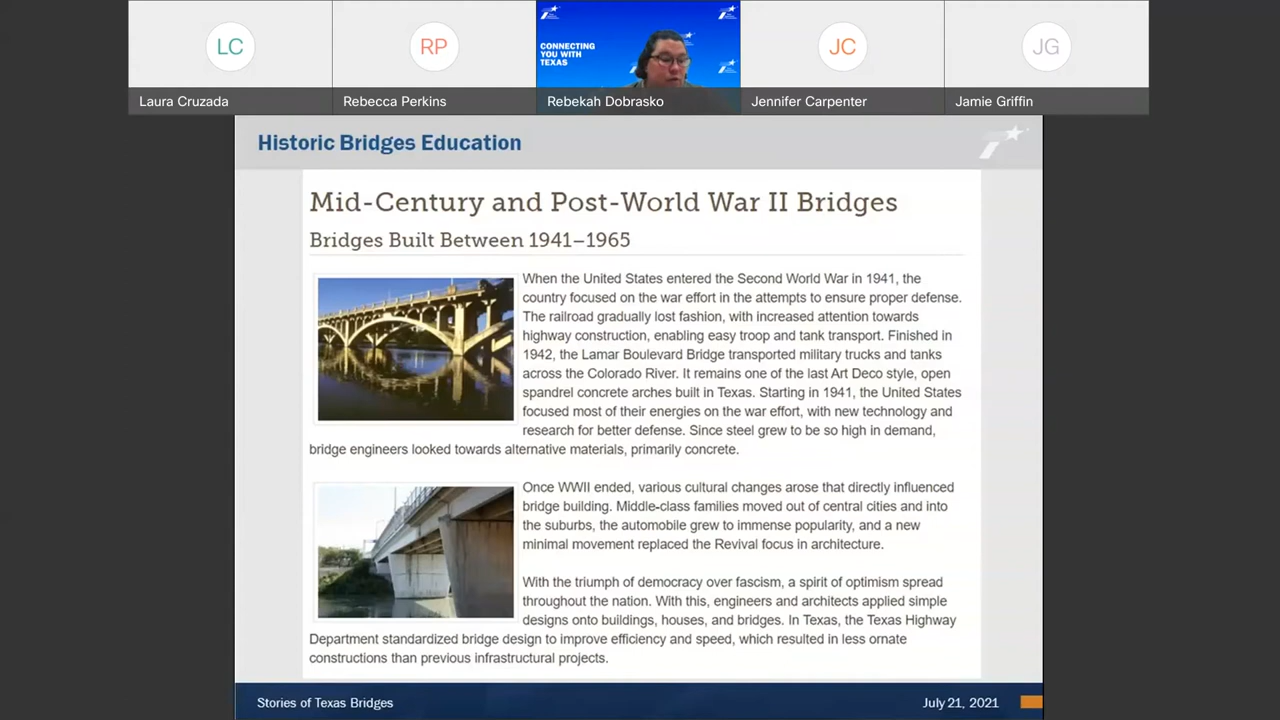 LC
RP
CONNECTING
YOU WITH
TEXAS
JC
JG
Laura Cruzada
Rebecca Perkins
Rebekah Dobrasko
Jennifer Carpenter
Jamie Griffin
Historic Bridges Education
Mid-Century and Post-World War II Bridges
Bridges Built Between 1941–1965
When the United States entered the Second World War in 1941, the
country focused on the war effort in the attempts to ensure proper defense.
The railroad gradually lost fashion, with increased attention towards
highway construction, enabling easy troop and tank transport. Finished in
1942, the Lamar Boulevard Bridge transported military trucks and tanks
across the Colorado River. It remains one of the last Art Deco style, open
spandrel concrete arches built in Texas. Starting in 1941, the United States
focused most of their energies on the war effort, with new technology and
research for better defense. Since steel grew to be so high in demand,
bridge engineers looked towards alternative materials, primarily concrete.
Once WWII ended, various cultural changes arose that directly influenced
bridge building. Middle-class families moved out of central cities and into
the suburbs, the automobile grew to immense popularity, and a new
minimal movement replaced the Revival focus in architecture.
With the triumph of democracy over fascism, a spirit of optimism spread
throughout the nation. With this, engineers and architects applied simple
designs onto buildings, houses, and bridges. In Texas, the Texas Highway
Department standardized bridge design to improve efficiency and speed, which resulted in less ornate
constructions than previous infrastructural projects.
Stories of Texas Bridges
July 21, 2021